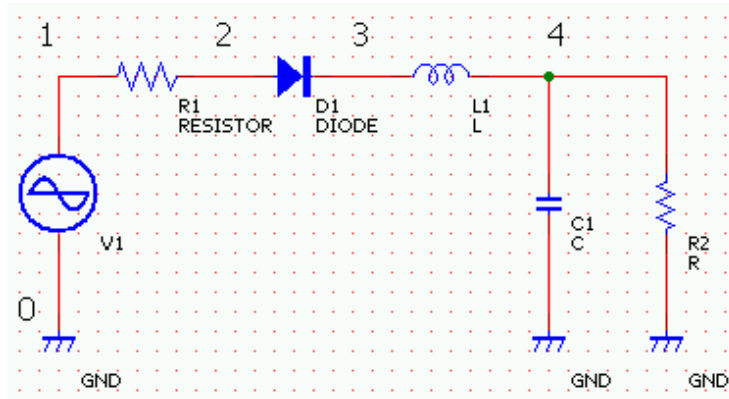 1 2 3 4
R1 D1 L1
RESISTOR DIODE L
V1
C1
C
R2
R
0
GND GND GND